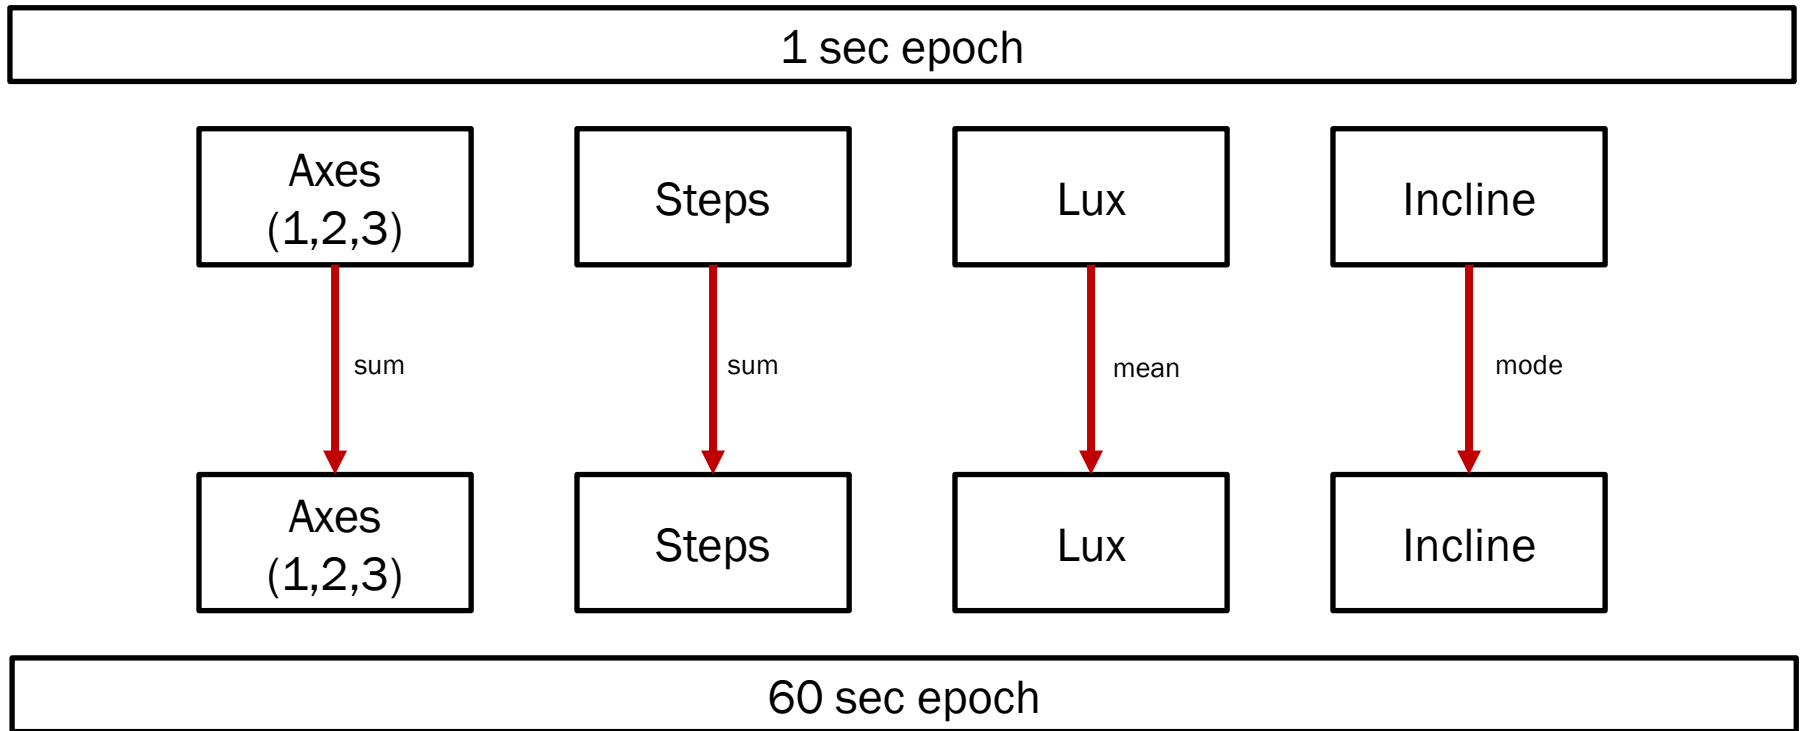 1 sec epoch
Axes
(1,2,3)
Steps
Lux
Incline
sum
sum
mean
mode
Axes
(1,2,3)
Steps
Lux
Incline
60 sec epoch